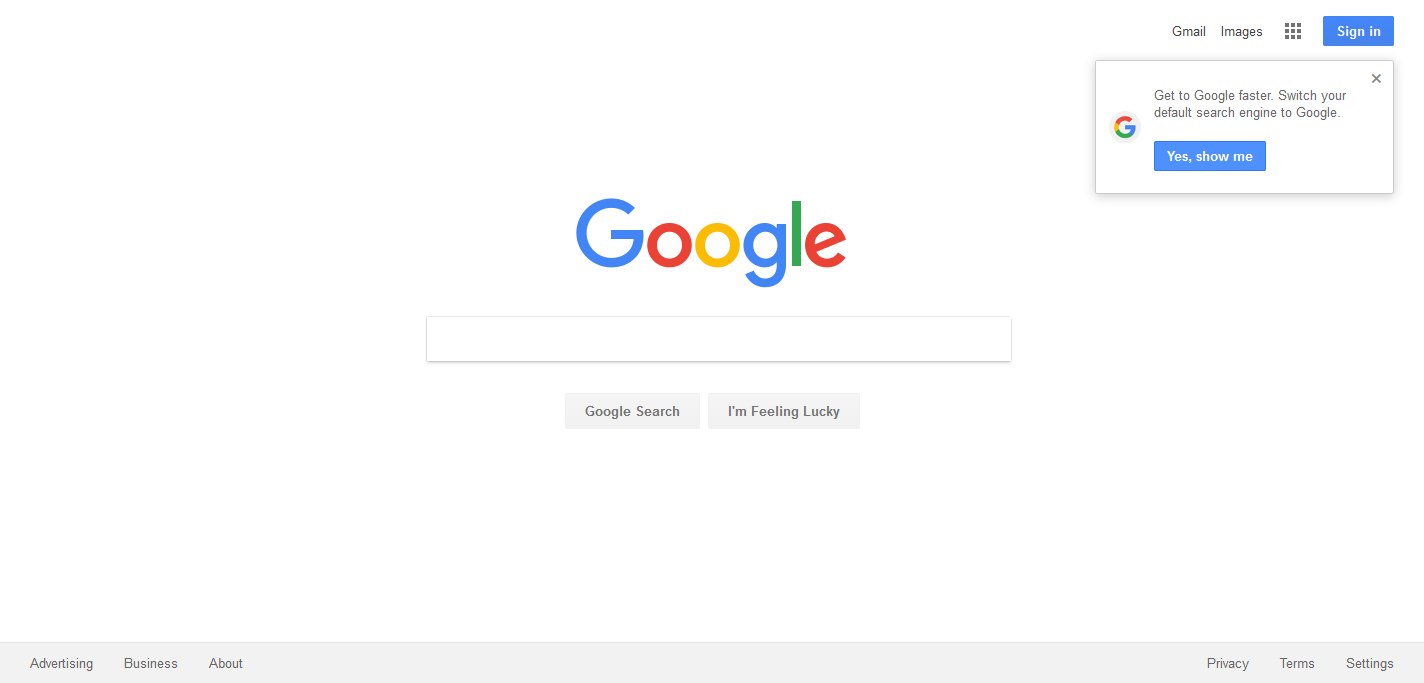 Gmail Images Sign in
Get to Google faster. Switch your
default search engine to Google.
Yes, show me
Google
Google Search I'm Feeling Lucky
Advertising Business About Privacy Terms Settings